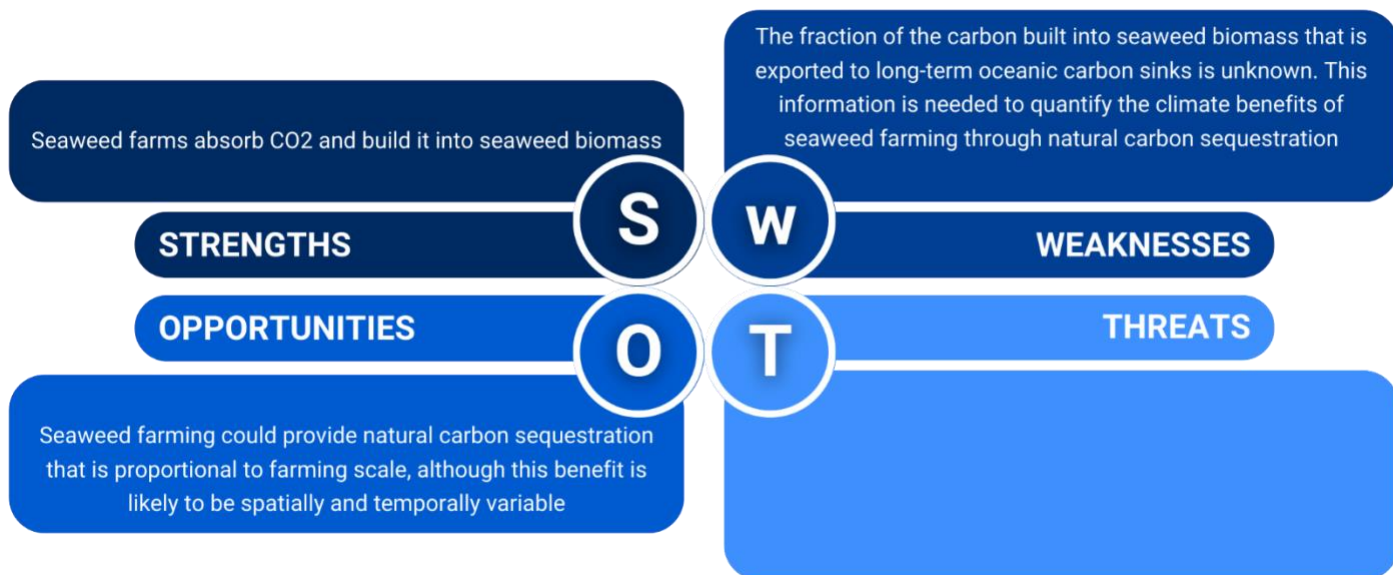 Seaweed farms absorb CO2 and build it into seaweed biomass
The fraction of the carbon built into seaweed biomass that is
exported to long-term oceanic carbon sinks is unknown. This
information is needed to quantify the climate benefits of
seaweed farming through natural carbon sequestration
S
w
STRENGTHS
WEAKNESSES
OPPORTUNITIES
THREATS
O
T
Seaweed farming could provide natural carbon sequestration
that is proportional to farming scale, although this benefit is
likely to be spatially and temporally variable